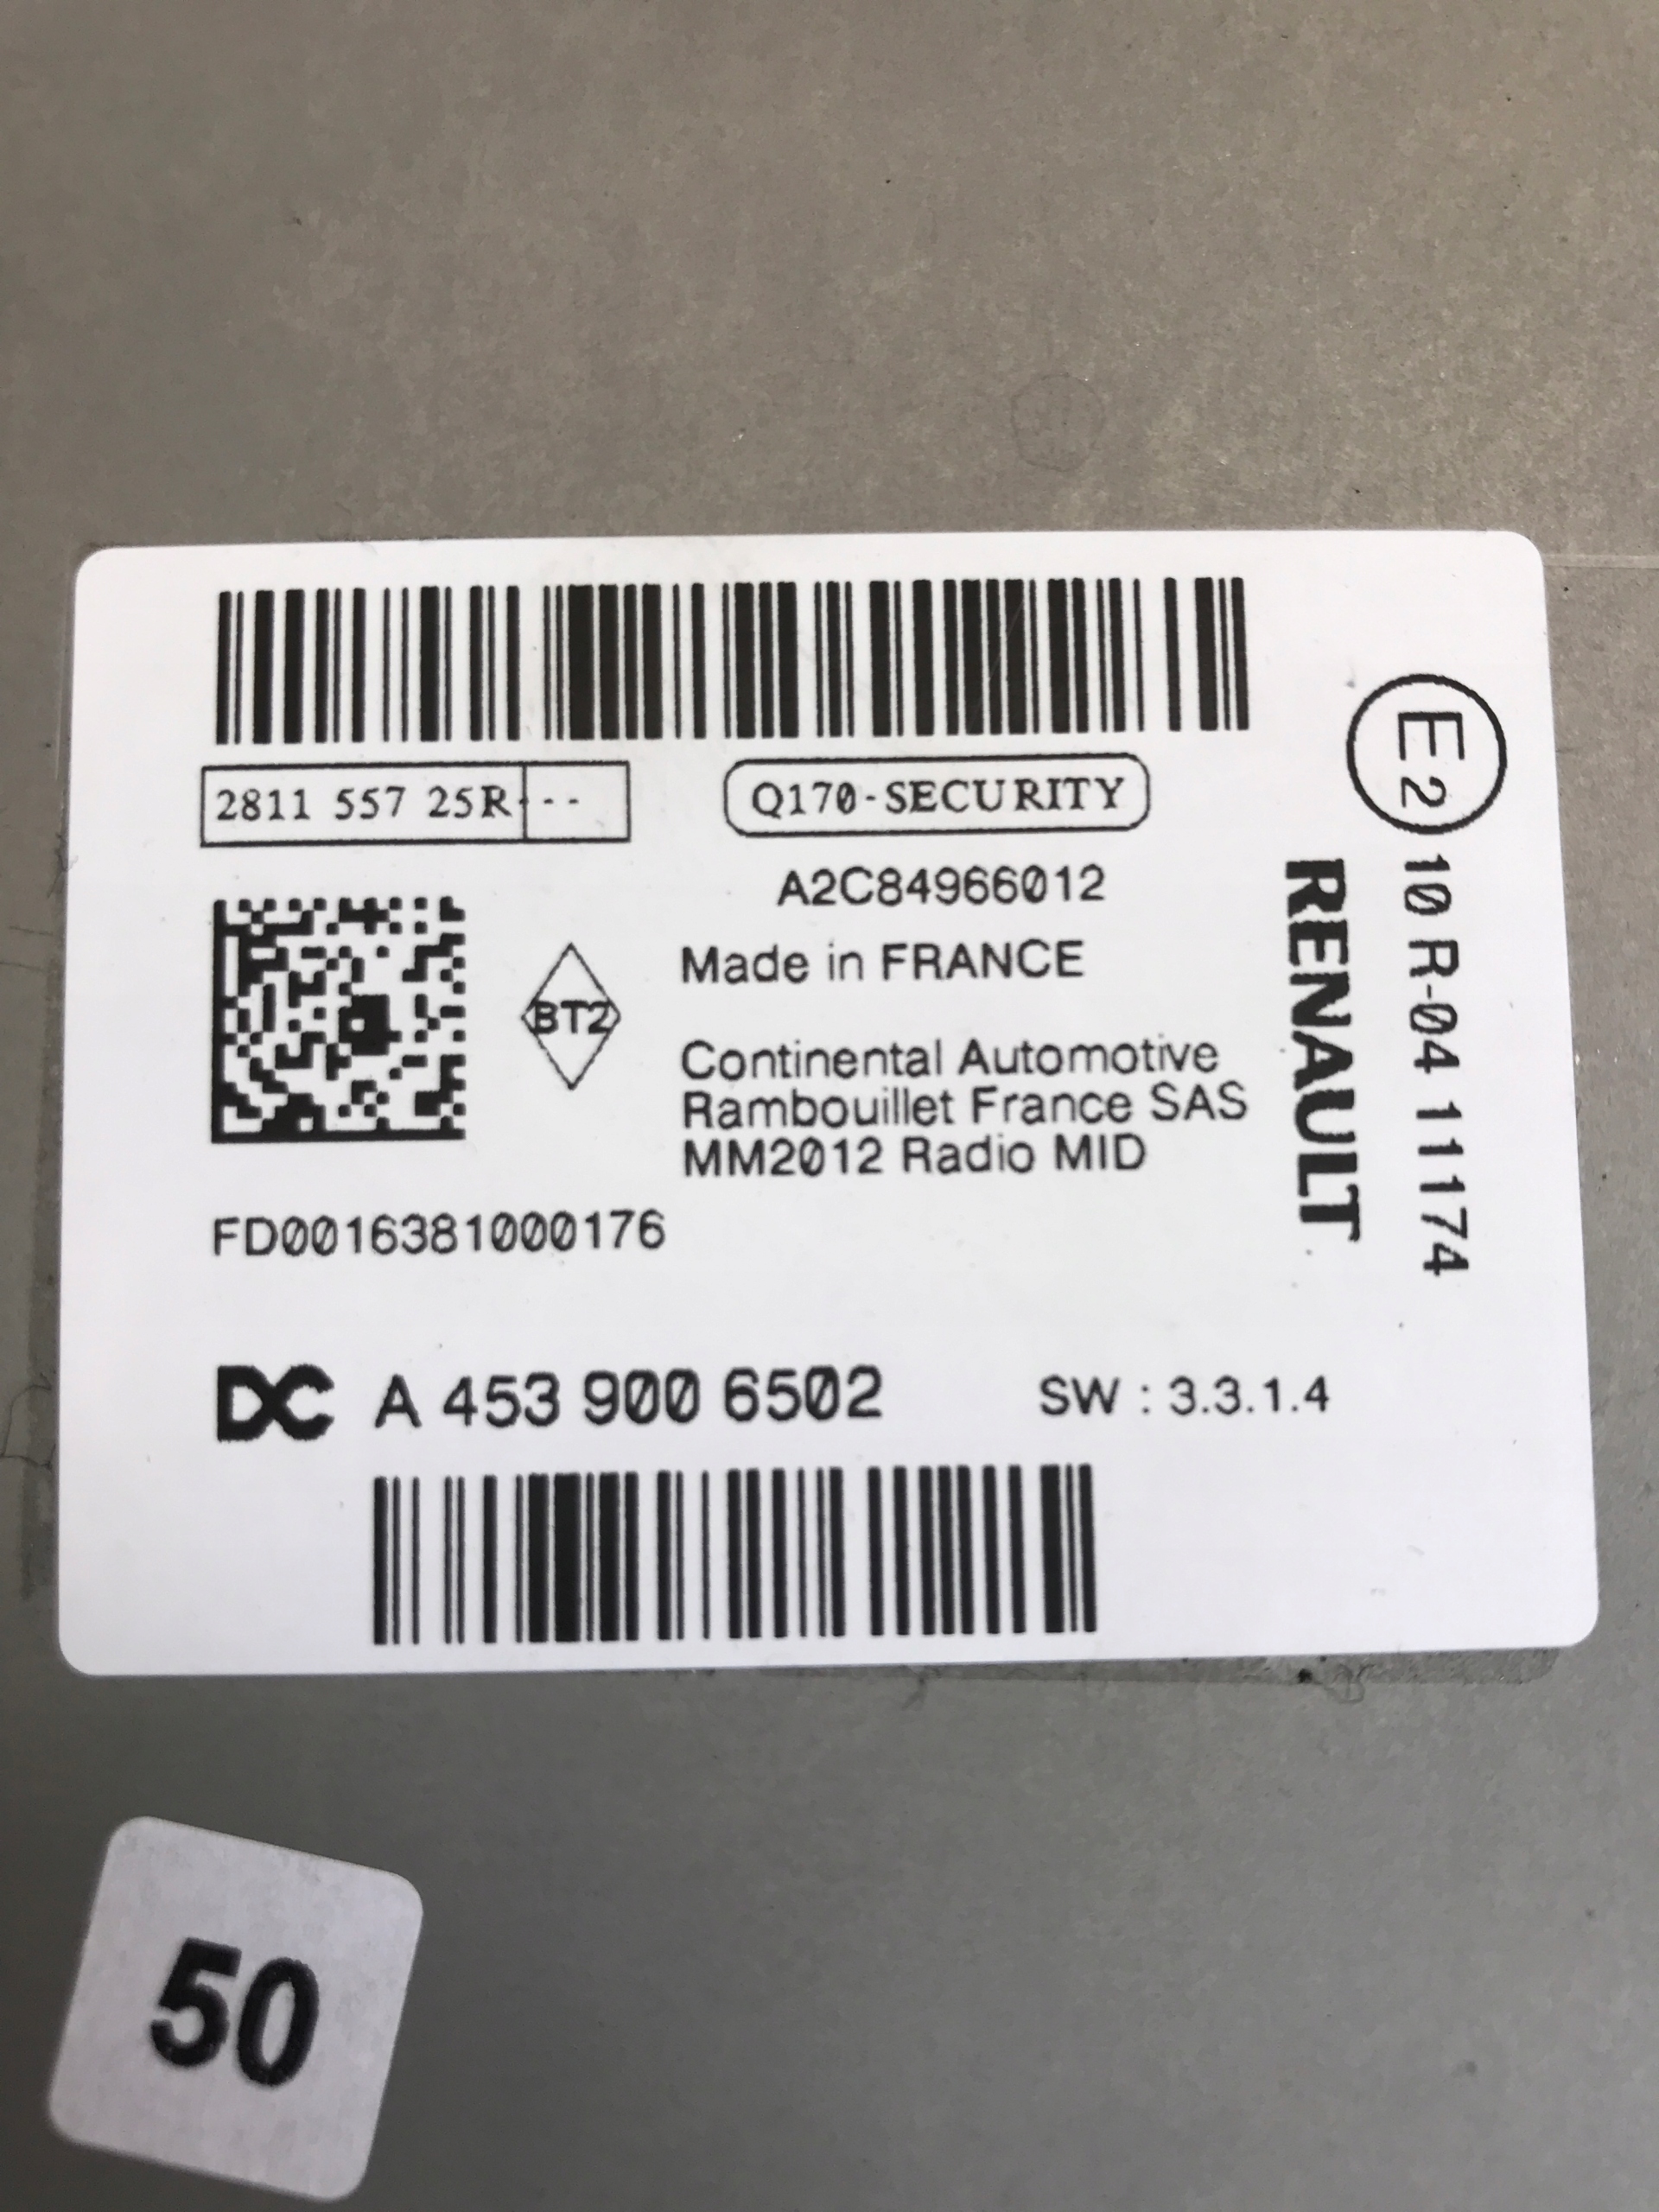 2811 557 25R --
Q170-SECURITY
A2C84966012
BT2
Made in FRANCE
Continental Automotive
Rambouillet France SAS
MM2012 Radio MID
FD0016381000176
RENAULT
E2 10 R-04 11174
DC A 453 900 6502 SW : 3.3.1.4
50